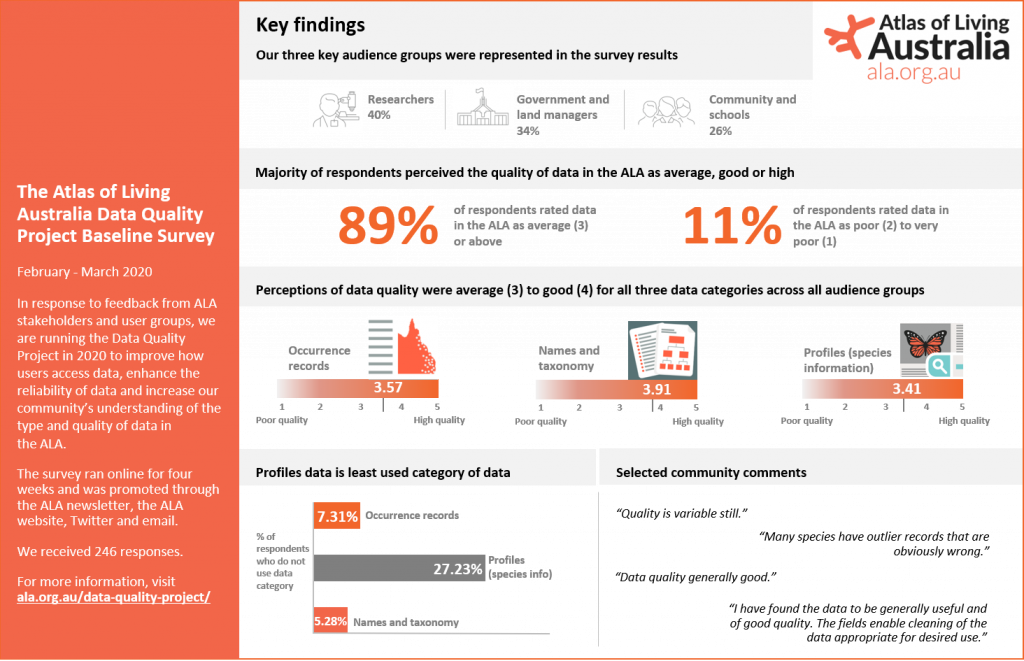 The Atlas of Living
Australia Data Quality
Project Baseline Survey
February - March 2020
In response to feedback from ALA
stakeholders and user groups, we
are running the Data Quality
Project in 2020 to improve how
users access data, enhance the
reliability of data and increase our
community's understanding of the
type and quality of data in
the ALA.
The survey ran online for four
weeks and was promoted through
the ALA newsletter, the ALA
website, Twitter and email.
We received 246 responses.
For more information, visit
ala.org.au/data-quality-project/
Key findings
Our three key audience groups were represented in the survey results
Atlas of Living
Australia
ala.org.au
Researchers
40%
Government and
land managers
34%
Community and
schools
26%
Majority of respondents perceived the quality of data in the ALA as average, good or high
89%
of respondents rated data
in the ALA as average (3)
or above
11%
of respondents rated data in
the ALA as poor (2) to very
poor (1)
Perceptions of data quality were average (3) to good (4) for all three data categories across all audience groups
Occurrence
records
3.57
1 2 3 4 5
Poor quality High quality
Names and
taxonomy
3.91
1 2 3 4 5
Poor quality High quality
Profiles (species
information)
3.41
1 2 3 4 5
Poor quality High quality
Profiles data is least used category of data
% of
respondents
who do not
use data
category
7.31% Occurrence records
27.23% Profiles
(species info)
5.28% Names and taxonomy
Selected community comments
"Quality is variable still."
"Many species have outlier records that are
obviously wrong."
"Data quality generally good."
"I have found the data to be generally useful and
of good quality. The fields enable cleaning of the
data appropriate for desired use."